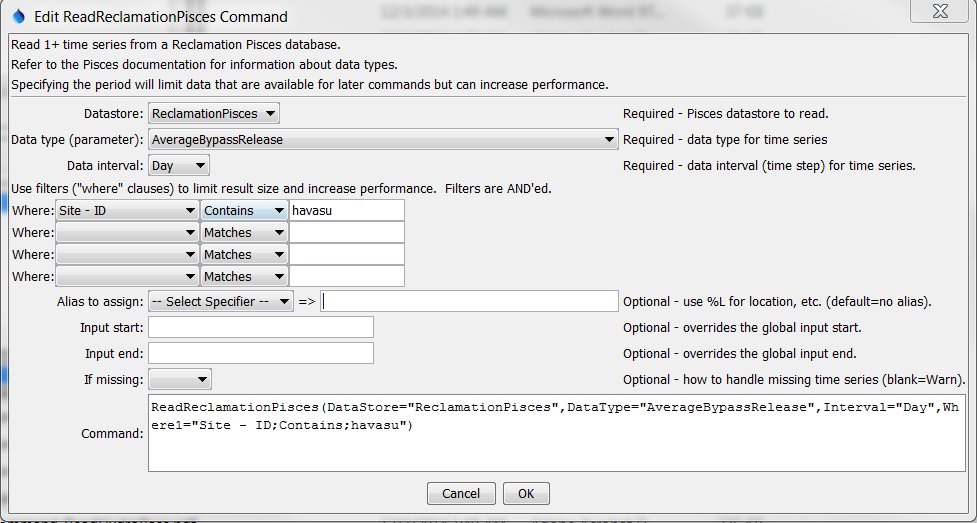 Edit ReadReclamationPisces Command
Read 1+ time series from a Reclamation Pisces database.
Refer to the Pisces documentation for information about data types.
Specifying the period will limit data that are available for later commands but can increase performance.
Datastore: ReclamationPisces Required - Pisces datastore to read.
Data type (parameter): AverageBypassRelease Required - data type for time series
Data interval: Day Required - data interval (time step) for time series.
Use filters ("where" clauses) to limit result size and increase performance. Filters are AND'ed.
Where: Site - ID Contains havasu
Where: Matches
Where: Matches
Where: Matches
Alias to assign: -- Select Specifier -- => Optional - use %L for location, etc. (default=no alias).
Input start: Optional - overrides the global input start.
Input end: Optional - overrides the global input end.
If missing: Optional - how to handle missing time series (blank=Warn).
Command: ReadReclamationPisces(DataStore="ReclamationPisces",DataType="AverageBypassRelease",Interval="Day",Wh
ere1="Site - ID;Contains;havasu")
Cancel OK